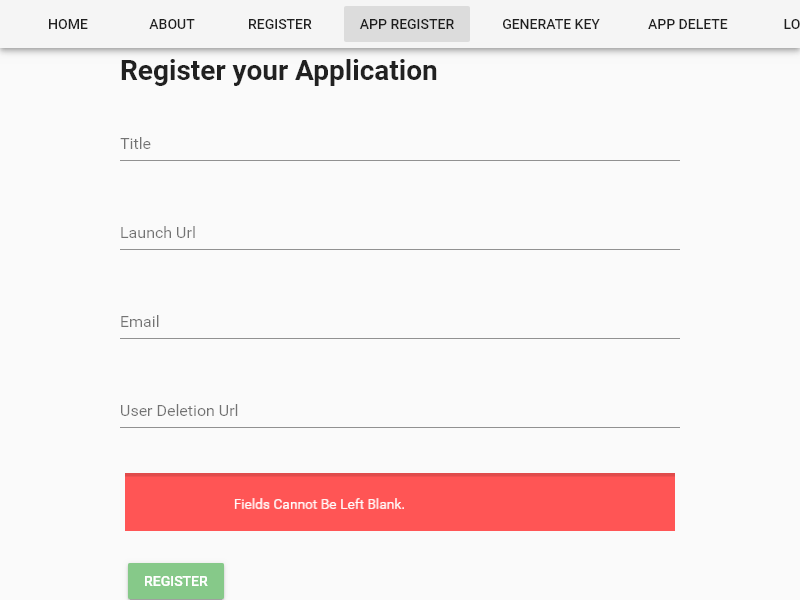 HOME ABOUT REGISTER APP REGISTER GENERATE KEY APP DELETE LO
Register your Application
Title
Launch Url
Email
User Deletion Url
Fields Cannot Be Left Blank.
REGISTER